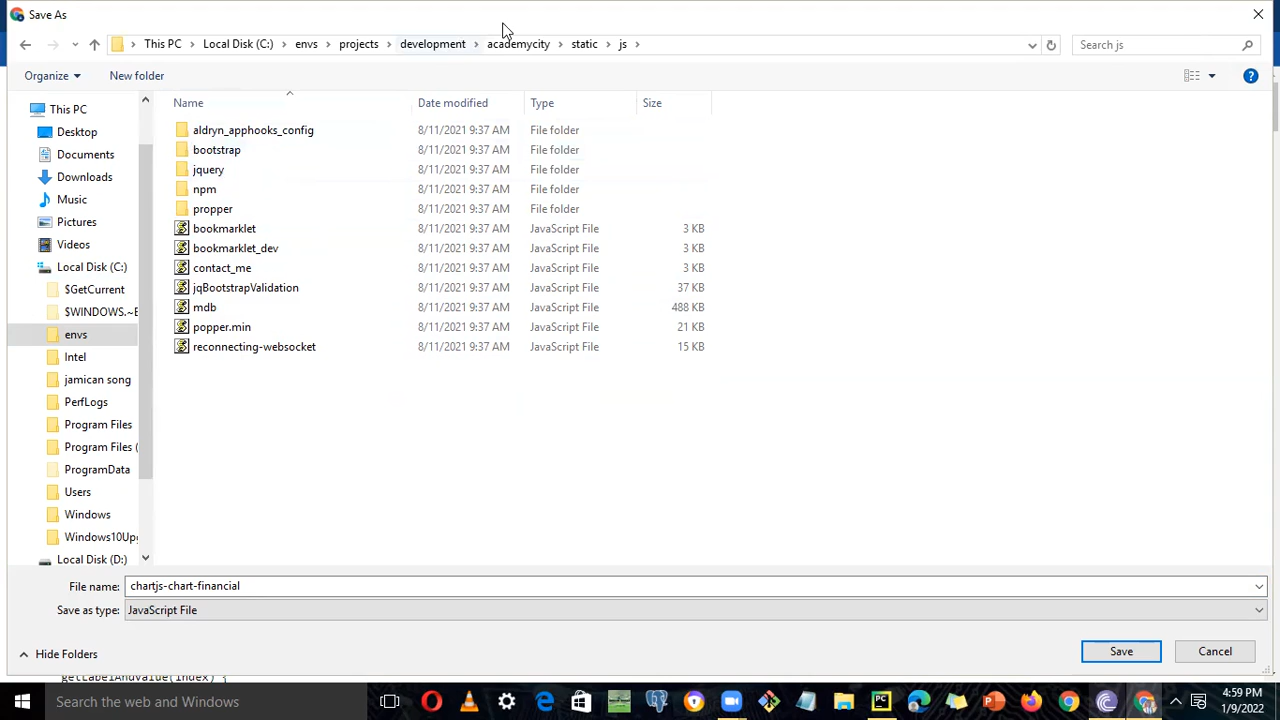 Save As
This PC > Local Disk (C:) > envs > projects > development > academycity > static > js >
Search js
Organize
New folder
Name
Date modified
Type
Size
This PC
Desktop
Documents
Downloads
Music
Pictures
Videos
Local Disk (C:)
$GetCurrent
$WINDOWS.~B
envs
Intel
jamican song
PerfLogs
Program Files
Program Files (
ProgramData
Users
Windows
Windows10Upg
Local Disk (D:)
aldryn_apphooks_config 8/11/2021 9:37 AM File folder
bootstrap 8/11/2021 9:37 AM File folder
jquery 8/11/2021 9:37 AM File folder
npm 8/11/2021 9:37 AM File folder
propper 8/11/2021 9:37 AM File folder
bookmarklet 8/11/2021 9:37 AM JavaScript File 3 KB
bookmarklet_dev 8/11/2021 9:37 AM JavaScript File 3 KB
contact_me 8/11/2021 9:37 AM JavaScript File 3 KB
jqBootstrapValidation 8/11/2021 9:37 AM JavaScript File 37 KB
mdb 8/11/2021 9:37 AM JavaScript File 488 KB
popper.min 8/11/2021 9:37 AM JavaScript File 21 KB
reconnecting-websocket 8/11/2021 9:37 AM JavaScript File 15 KB
File name: chartjs-chart-financial
Save as type: JavaScript File
Hide Folders
Save
Cancel
getLabelAndValue(index) {
Search the web and Windows
4:59 PM
1/9/2022